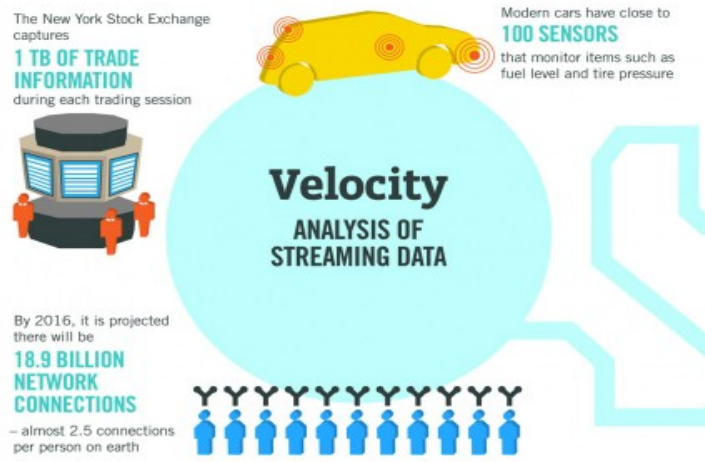 The New York Stock Exchange
captures
1 TB OF TRADE
INFORMATION
during each trading session
Modern cars have close to
100 SENSORS
that monitor items such as
fuel level and tire pressure
Velocity
ANALYSIS OF
STREAMING DATA
By 2016, it is projected
there will be
18.9 BILLION
NETWORK
CONNECTIONS
– almost 2.5 connections
per person on earth